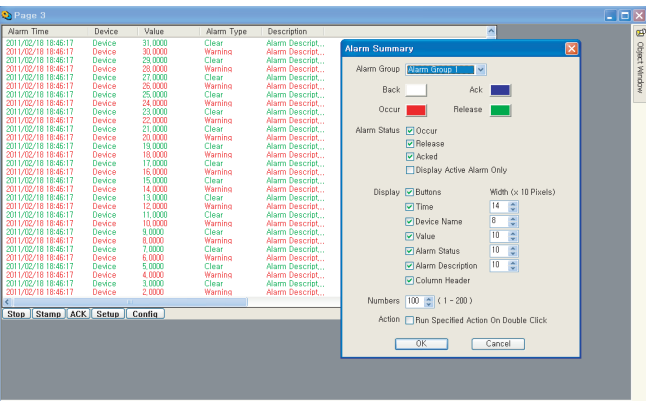 Page 3
Alarm Time Device Value Alarm Type Description
2011/02/18 18:46:17 Device 31,0000 Clear Alarm Descript,,,
2011/02/18 18:46:17 Device 30,0000 Warning Alarm Descript,,,
2011/02/18 18:46:17 Device 29,0000 Clear Alarm Descript,,,
2011/02/18 18:46:17 Device 28,0000 Warning Alarm Descript,,,
2011/02/18 18:46:17 Device 27,0000 Clear Alarm Descript,,,
2011/02/18 18:46:17 Device 26,0000 Warning Alarm Descript,,,
2011/02/18 18:46:17 Device 25,0000 Clear Alarm Descript,,,
2011/02/18 18:46:17 Device 24,0000 Warning Alarm Descript,,,
2011/02/18 18:46:17 Device 23,0000 Clear Alarm Descript,,,
2011/02/18 18:46:17 Device 22,0000 Warning Alarm Descript,,,
2011/02/18 18:46:17 Device 21,0000 Clear Alarm Descript,,,
2011/02/18 18:46:17 Device 20,0000 Warning Alarm Descript,,,
2011/02/18 18:46:17 Device 19,0000 Clear Alarm Descript,,,
2011/02/18 18:46:17 Device 18,0000 Warning Alarm Descript,,,
2011/02/18 18:46:17 Device 17,0000 Clear Alarm Descript,,,
2011/02/18 18:46:17 Device 16,0000 Warning Alarm Descript,,,
2011/02/18 18:46:17 Device 15,0000 Clear Alarm Descript,,,
2011/02/18 18:46:17 Device 14,0000 Warning Alarm Descript,,,
2011/02/18 18:46:17 Device 13,0000 Clear Alarm Descript,,,
2011/02/18 18:46:17 Device 12,0000 Warning Alarm Descript,,,
2011/02/18 18:46:17 Device 11,0000 Clear Alarm Descript,,,
2011/02/18 18:46:17 Device 10,0000 Warning Alarm Descript,,,
2011/02/18 18:46:17 Device 9,0000 Clear Alarm Descript,,,
2011/02/18 18:46:17 Device 8,0000 Warning Alarm Descript,,,
2011/02/18 18:46:17 Device 7,0000 Clear Alarm Descript,,,
2011/02/18 18:46:17 Device 6,0000 Warning Alarm Descript,,,
2011/02/18 18:46:17 Device 5,0000 Clear Alarm Descript,,,
2011/02/18 18:46:17 Device 4,0000 Warning Alarm Descript,,,
2011/02/18 18:46:17 Device 3,0000 Clear Alarm Descript,,,
2011/02/18 18:46:17 Device 2,0000 Warning Alarm Descript,,,
Stop Stamp ACK Setup Config
Alarm Summary
Alarm Group Alarm Group 1
Back Ack
Occur Release
Alarm Status Occur
Release
Acked
Display Active Alarm Only
Display Buttons Width (x 10 Pixels)
Time 14
Device Name 8
Value 10
Alarm Status 10
Alarm Description 10
Column Header
Numbers 100 ( 1 - 200 )
Action Run Specified Action On Double Click
OK Cancel
Object Window